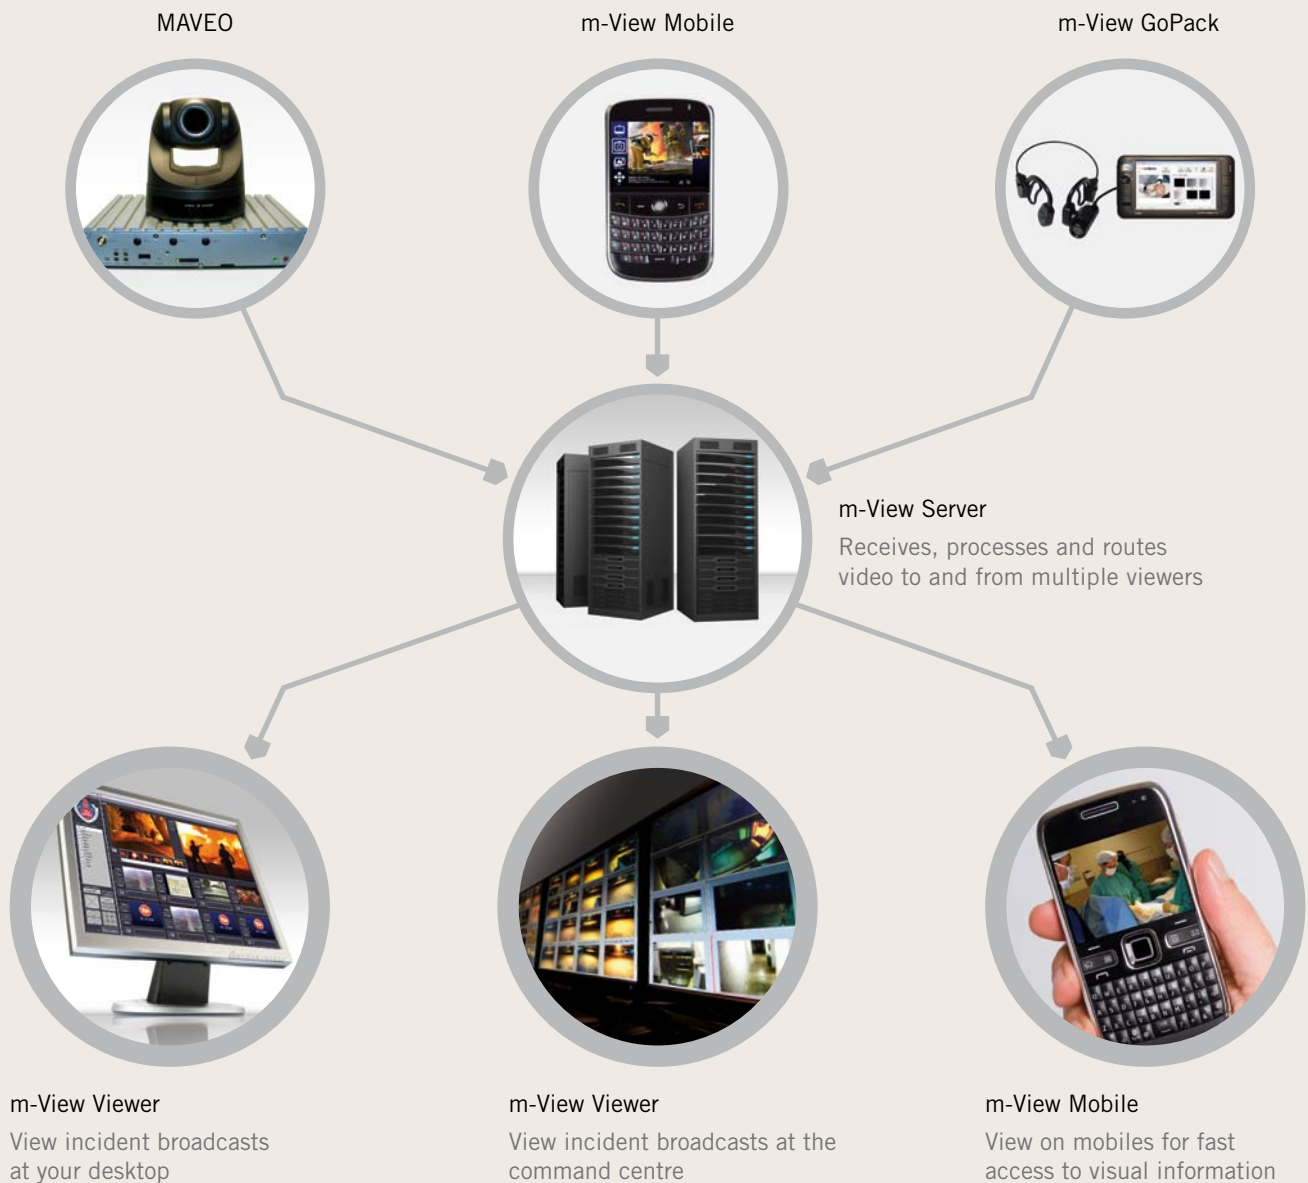 MAVEO
m-View Mobile
m-View GoPack
m-View Server
Receives, processes and routes
video to and from multiple viewers
m-View Viewer
View incident broadcasts
at your desktop
m-View Viewer
View incident broadcasts at the
command centre
m-View Mobile
View on mobiles for fast
access to visual information